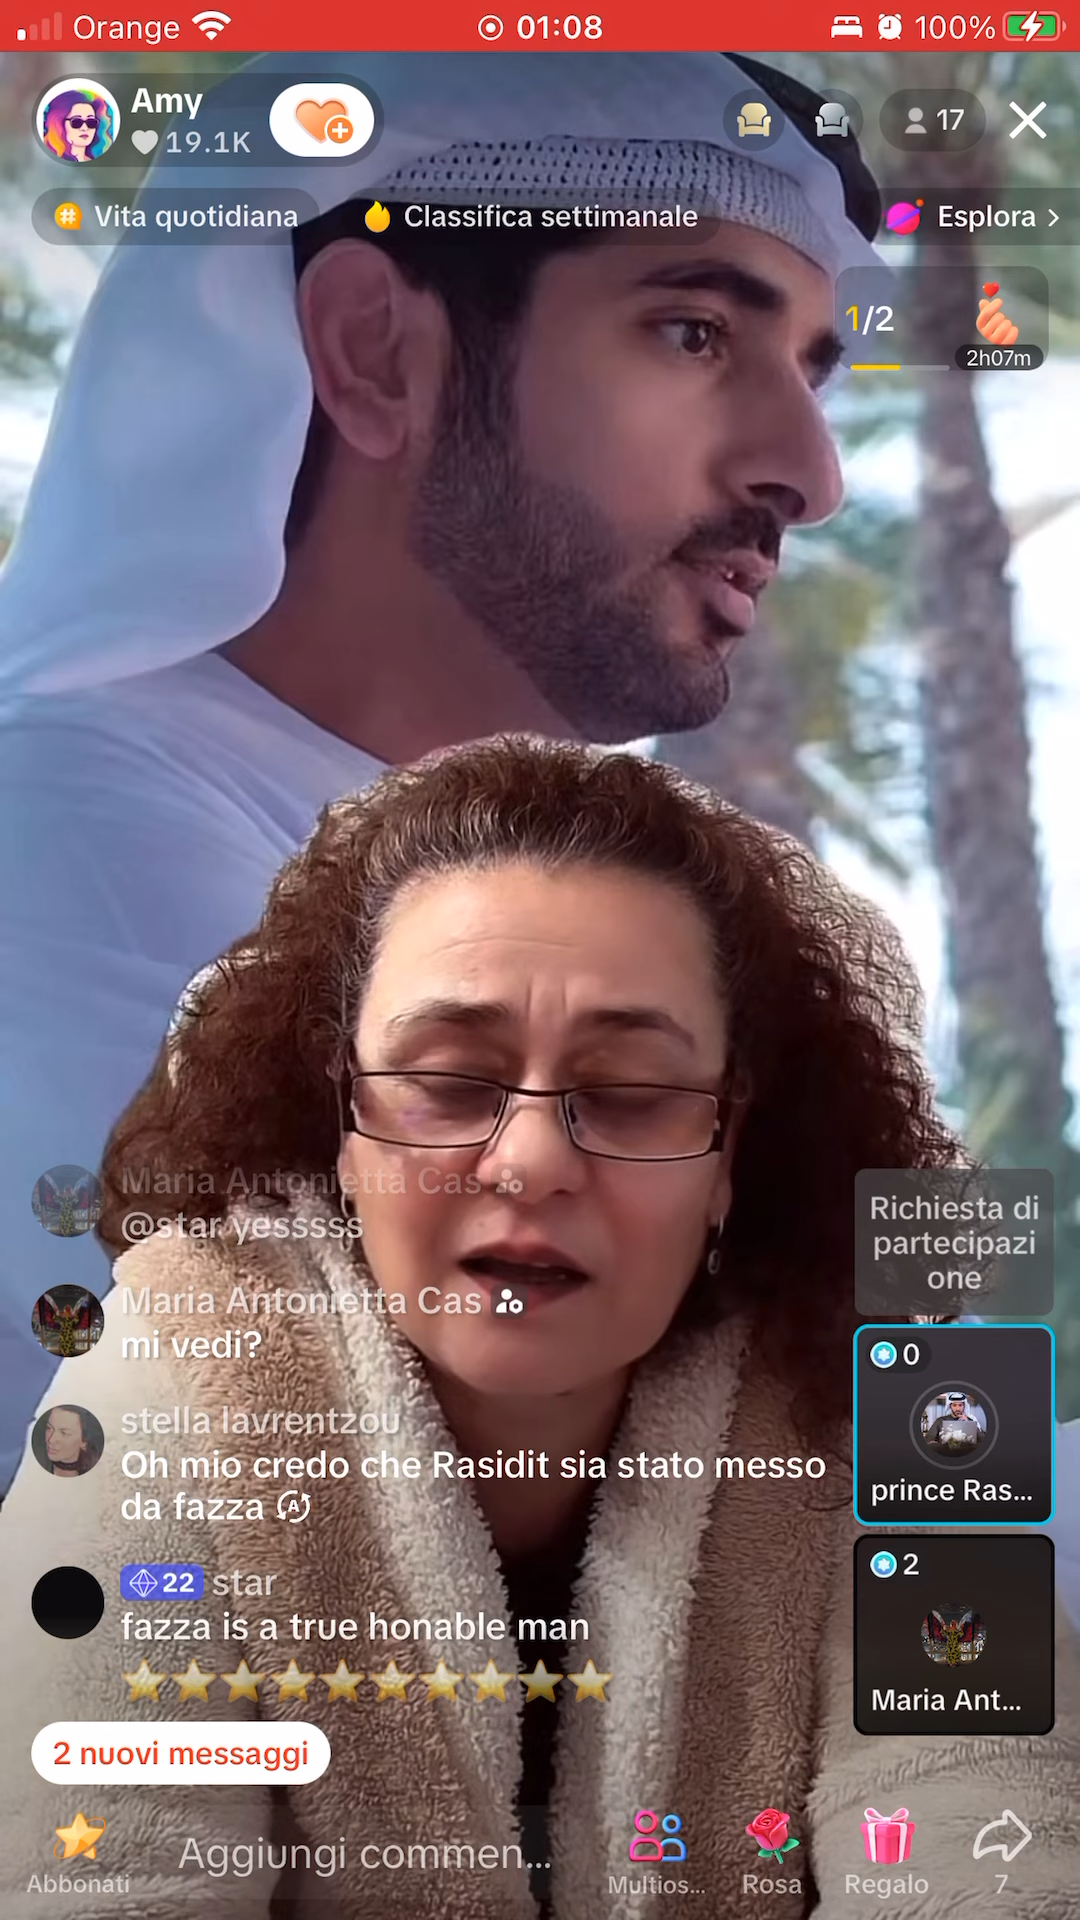 Orange 01:08 100%
Amy
19.1K
17
# Vita quotidiana
Classifica settimanale
Esplora >
1/2
2h07m
Maria Antonietta Cas
@star yesssss
Maria Antonietta Cas
mi vedi?
stella lavrentzou
Oh mio credo che Rasidit sia stato messo
da fazza
22 star
fazza is a true honable man
⭐⭐⭐⭐⭐⭐⭐⭐⭐⭐
2 nuovi messaggi
Richiesta di
partecipazi
one
0
prince Ras...
2
Maria Ant...
Abbonati
Aggiungi commen...
Multios...
Rosa
Regalo
7